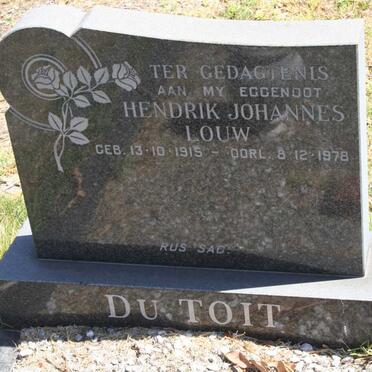 TER GEDAGTENIS
AAN MY EGGENOOT
HENDRIK JOHANNES
LOUW
GEB. 13·10·1915 – OORL. 8·12·1978
RUS SAG.
DU TOIT